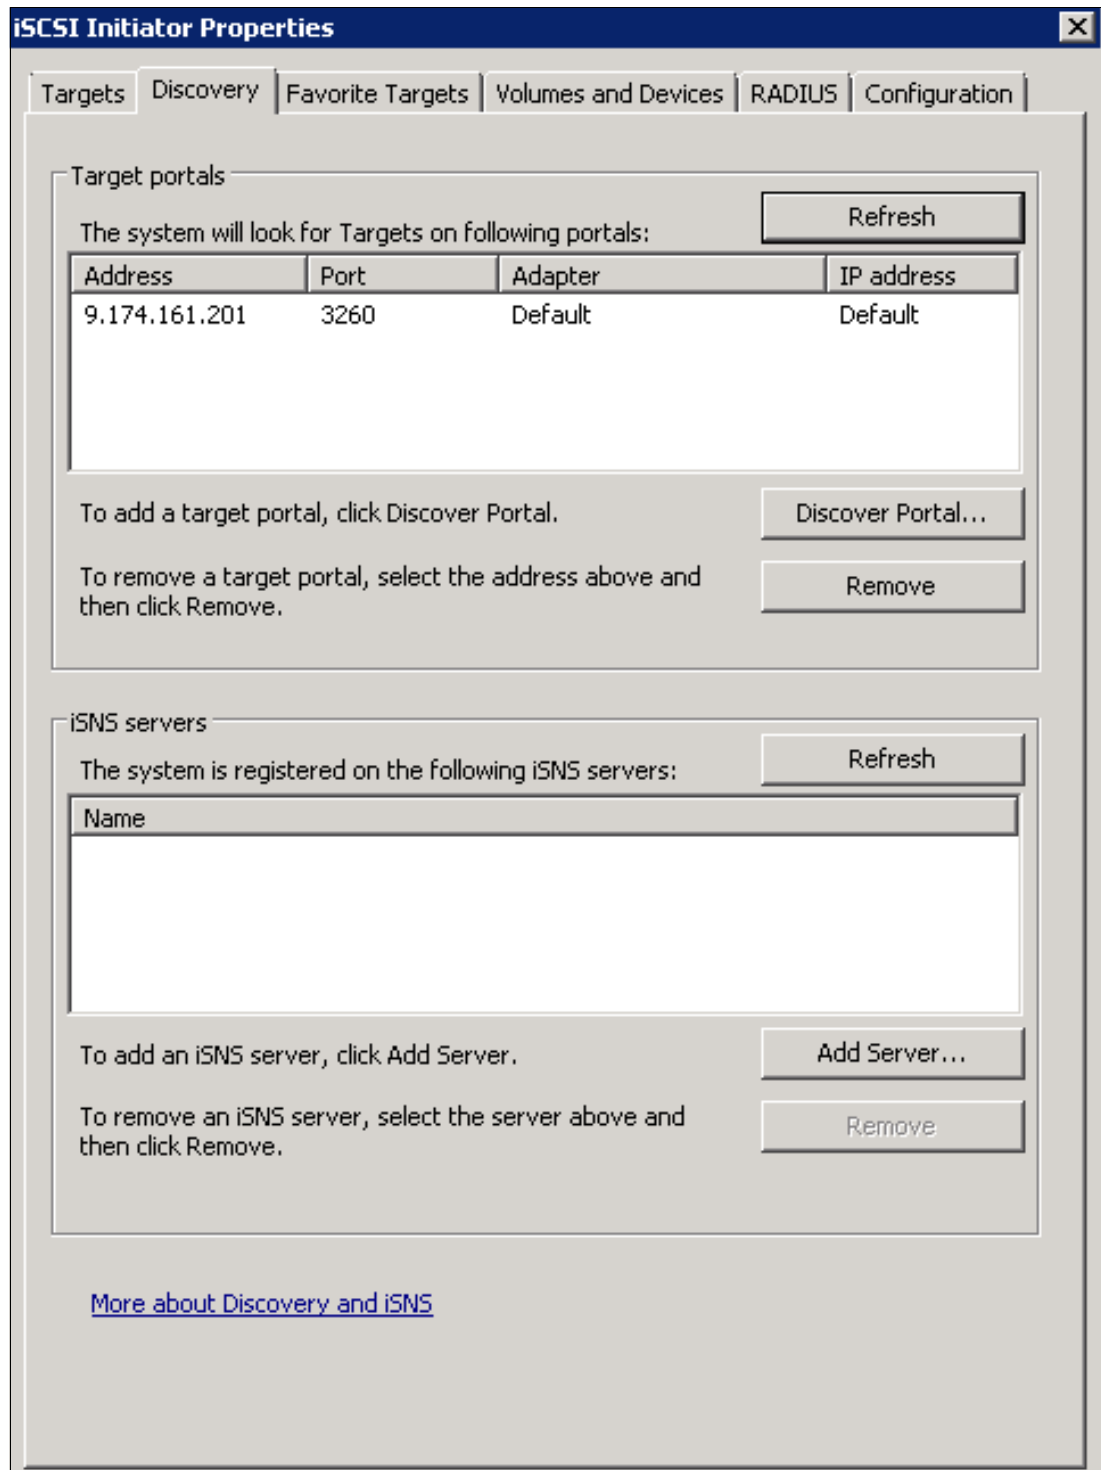 iSCSI Initiator Properties
Targets Discovery Favorite Targets Volumes and Devices RADIUS Configuration
Target portals
The system will look for Targets on following portals: Refresh
Address Port Adapter IP address
9.174.161.201 3260 Default Default
To add a target portal, click Discover Portal. Discover Portal...
To remove a target portal, select the address above and
then click Remove.
Remove
iSNS servers
The system is registered on the following iSNS servers: Refresh
Name
To add an iSNS server, click Add Server. Add Server...
To remove an iSNS server, select the server above and
then click Remove.
Remove
More about Discovery and iSNS